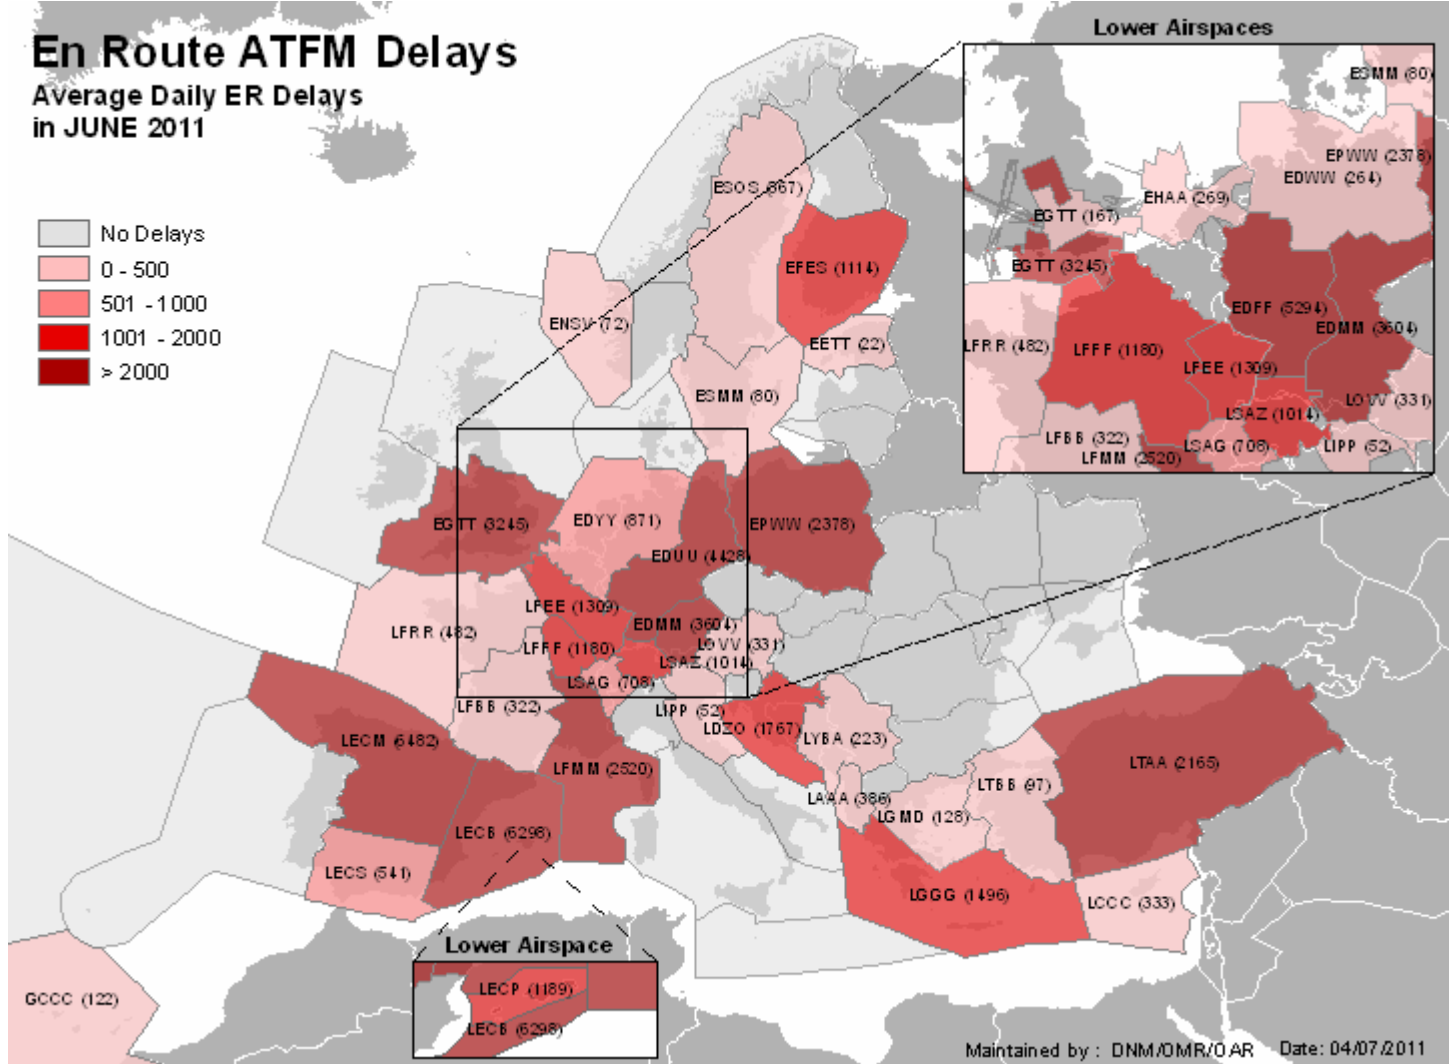 En Route ATFM Delays
Average Daily ER Delays
in JUNE 2011
No Delays
0 - 500
501 - 1000
1001 - 2000
> 2000
Lower Airspaces
ESMM (80)
EPWW (2378)
EDWW (264)
EHAA (269)
EGTT (167)
EGTT (3245)
EDFF (5294)
EDMM (3604)
LFRR (482)
LFFF (1180)
LFEE (1309)
LOVV (331)
LSAZ (1014)
LFBB (322)
LSAG (708)
LIPP (52)
LFMM (2520)
ESOS (867)
EFES (1114)
ENSV (72)
EETT (22)
ESMM (80)
EGTT (3245)
EDYY (871)
EPWW (2378)
EDUU (4428)
LFEE (1309)
LFRR (482)
EDMM (3604)
LFFF (1180)
LOVV (331)
LSAZ (1014)
LSAG (708)
LFBB (322)
LIPP (52)
LDZO (1767)
LYBA (223)
LECM (6482)
LFMM (2520)
LTAA (2165)
LTBB (97)
LAAA (386)
LGMD (128)
LECB (6298)
LECS (541)
LGGG (1496)
LCCC (333)
GCCC (122)
Lower Airspace
LECP (1189)
LECB (6298)
Maintained by : DNM/OMR/OAR Date: 04/07/2011